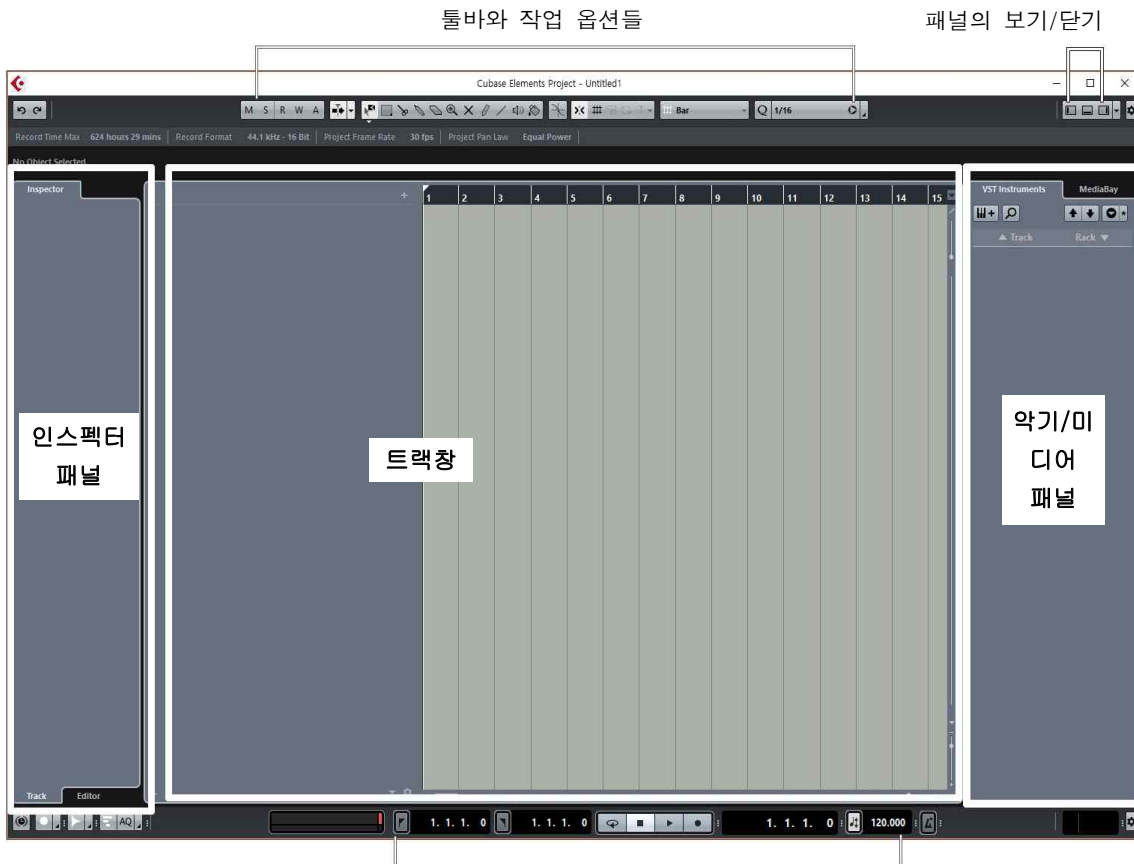 툴바와 작업 옵션들
패널의 보기/닫기
Cubase Elements Project - Untitled1
M S R W A
Bar
Q 1/16
Record Time Max 624 hours 29 mins Record Format 44.1 kHz - 16 Bit Project Frame Rate 30 fps Project Pan Law Equal Power
No Object Selected
Inspector
1 2 3 4 5 6 7 8 9 10 11 12 13 14 15
VST Instruments MediaBay
Track Rack
인스펙터
패널
트랙창
악기/미
디어
패널
Track Editor
AQ
1. 1. 1. 0
1. 1. 1. 0
1. 1. 1. 0
120.000